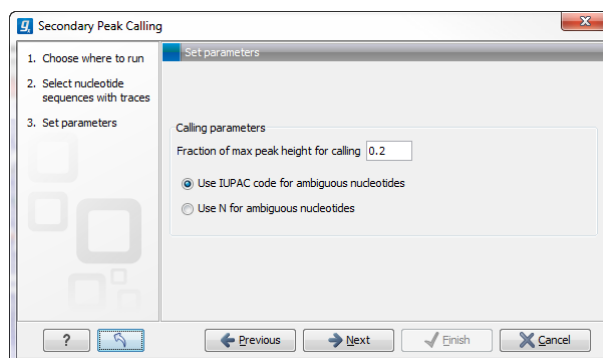 Secondary Peak Calling
1. Choose where to run
2. Select nucleotide
sequences with traces
3. Set parameters
Set parameters
Calling parameters
Fraction of max peak height for calling 0.2
Use IUPAC code for ambiguous nucleotides
Use N for ambiguous nucleotides
? Previous Next Finish Cancel